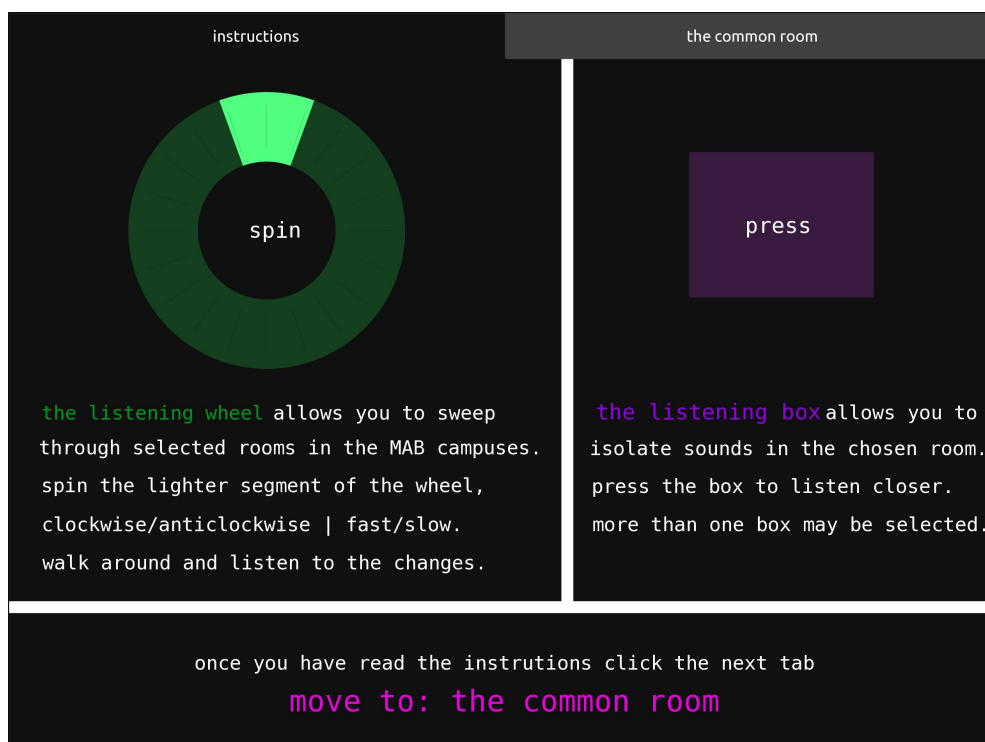 instructions
the common room
spin
press
the listening wheel allows you to sweep
through selected rooms in the MAB campuses.
spin the lighter segment of the wheel,
clockwise/anticlockwise | fast/slow.
walk around and listen to the changes.
the listening box allows you to
isolate sounds in the chosen room.
press the box to listen closer.
more than one box may be selected.
once you have read the instrutions click the next tab
move to: the common room